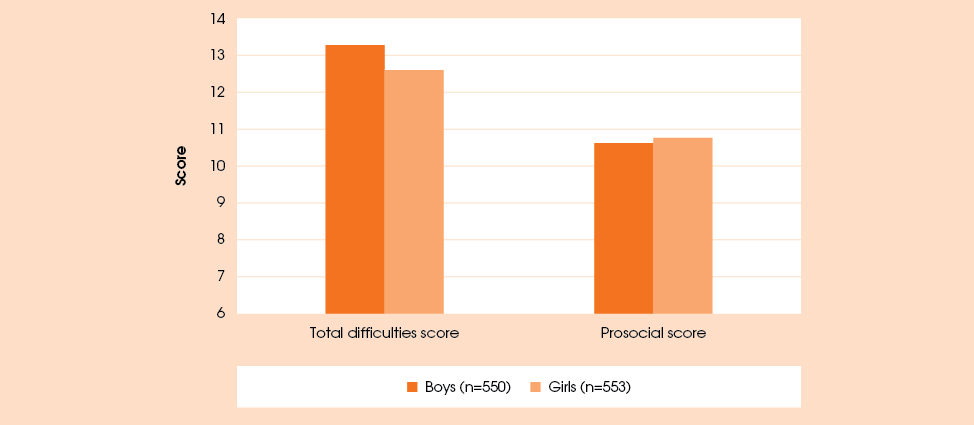 14
13
12
11
10
9
8
7
6
Score
Total difficulties score
Prosocial score
Boys (n=550)
Girls (n=553)